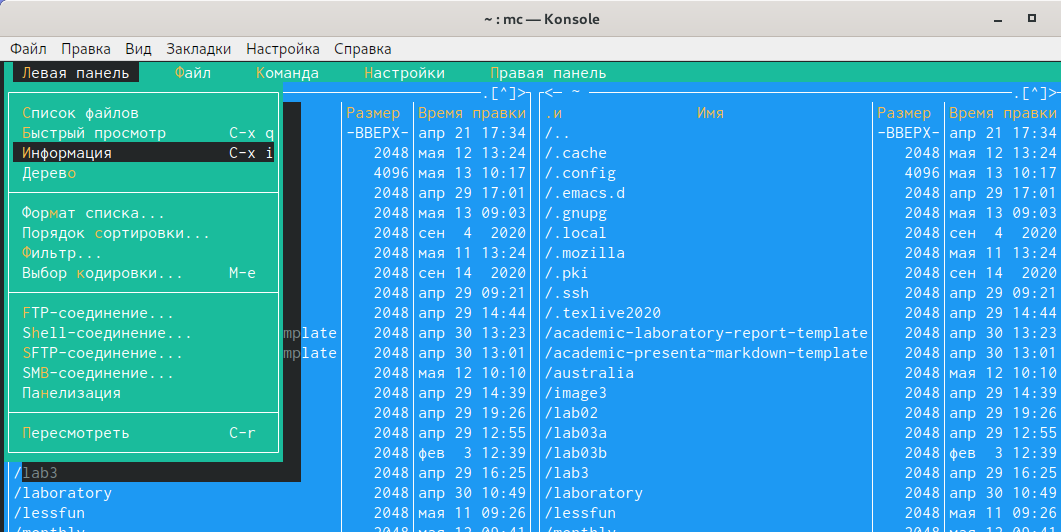 ~ : mc — Konsole
Файл Правка Вид Закладки Настройка Справка
Левая панель Файл Команда Настройки Правая панель
.[^]> <— ~ .[^]>
Список файлов Размер Время правки .и Имя Размер Время правки
Быстрый просмотр C-x q -ВВЕРХ- апр 21 17:34 /.. -ВВЕРХ- апр 21 17:34
Информация C-x i 2048 мая 12 13:24 /.cache 2048 мая 12 13:24
Дерево 4096 мая 13 10:17 /.config 4096 мая 13 10:17
2048 апр 29 17:01 /.emacs.d 2048 апр 29 17:01
Формат списка... 2048 мая 13 09:03 /.gnupg 2048 мая 13 09:03
Порядок сортировки... 2048 сен 4 2020 /.local 2048 сен 4 2020
Фильтр... 2048 мая 11 13:24 /.mozilla 2048 мая 11 13:24
Выбор кодировки... M-e 2048 сен 14 2020 /.pki 2048 сен 14 2020
2048 апр 29 09:21 /.ssh 2048 апр 29 09:21
FTP-соединение... 2048 апр 29 14:44 /.texlive2020 2048 апр 29 14:44
Shell-соединение... mplate 2048 апр 30 13:23 /academic-laboratory-report-template 2048 апр 30 13:23
SFTP-соединение... mplate 2048 апр 30 13:01 /academic-presenta~markdown-template 2048 апр 30 13:01
SMB-соединение... 2048 мая 12 10:10 /australia 2048 мая 12 10:10
Панелизация 2048 апр 29 14:39 /image3 2048 апр 29 14:39
2048 апр 29 19:26 /lab02 2048 апр 29 19:26
Пересмотреть C-r 2048 апр 29 12:55 /lab03a 2048 апр 29 12:55
2048 фев 3 12:39 /lab03b 2048 фев 3 12:39
/lab3 2048 апр 29 16:25 /lab3 2048 апр 29 16:25
/laboratory 2048 апр 30 10:49 /laboratory 2048 апр 30 10:49
/lessfun 2048 мая 11 09:26 /lessfun 2048 мая 11 09:26
/monthly 2048 мая 12 09:41 /monthly 2048 мая 12 09:41